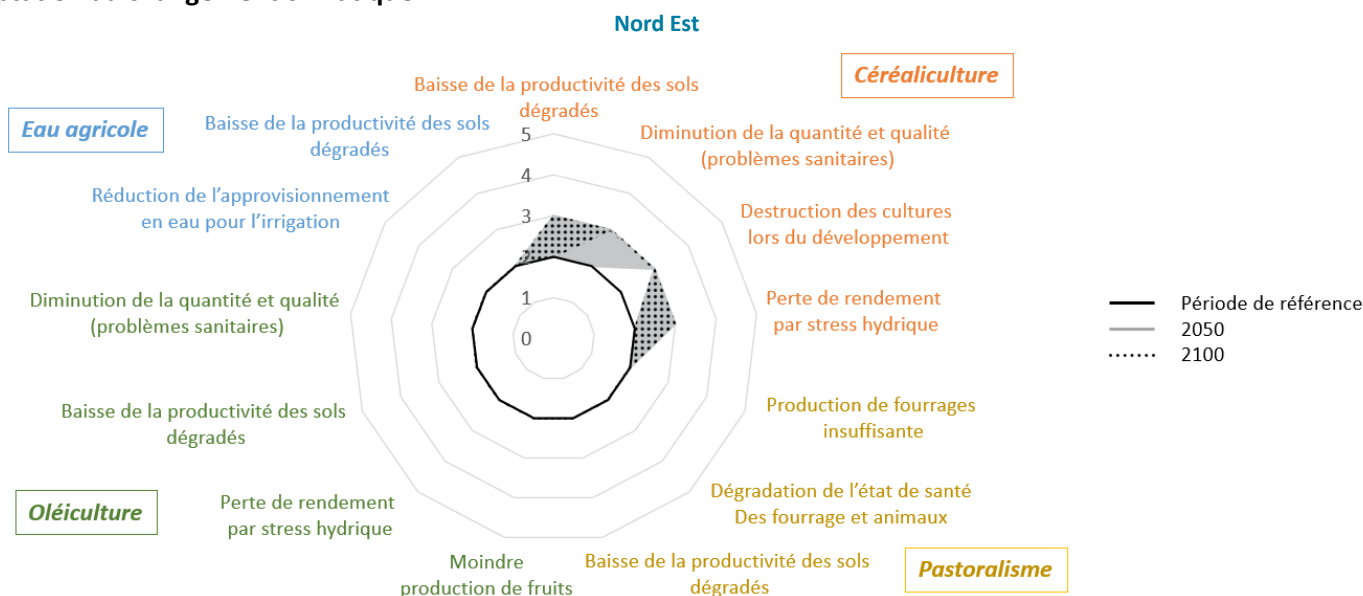 Nord Est
Céréaliculture
Baisse de la productivité des sols
dégradés
Eau agricole
Baisse de la productivité des sols
dégradés
Diminution de la quantité et qualité
(problèmes sanitaires)
Réduction de l’approvisionnement
en eau pour l’irrigation
Destruction des cultures
lors du développement
Diminution de la quantité et qualité
(problèmes sanitaires)
Perte de rendement
par stress hydrique
5
4
3
2
1
0
Période de référence
2050
2100
Baisse de la productivité des sols
dégradés
Production de fourrages
insuffisante
Oléiculture
Perte de rendement
par stress hydrique
Dégradation de l’état de santé
Des fourrage et animaux
Moindre
production de fruits
Baisse de la productivité des sols
dégradés
Pastoralisme